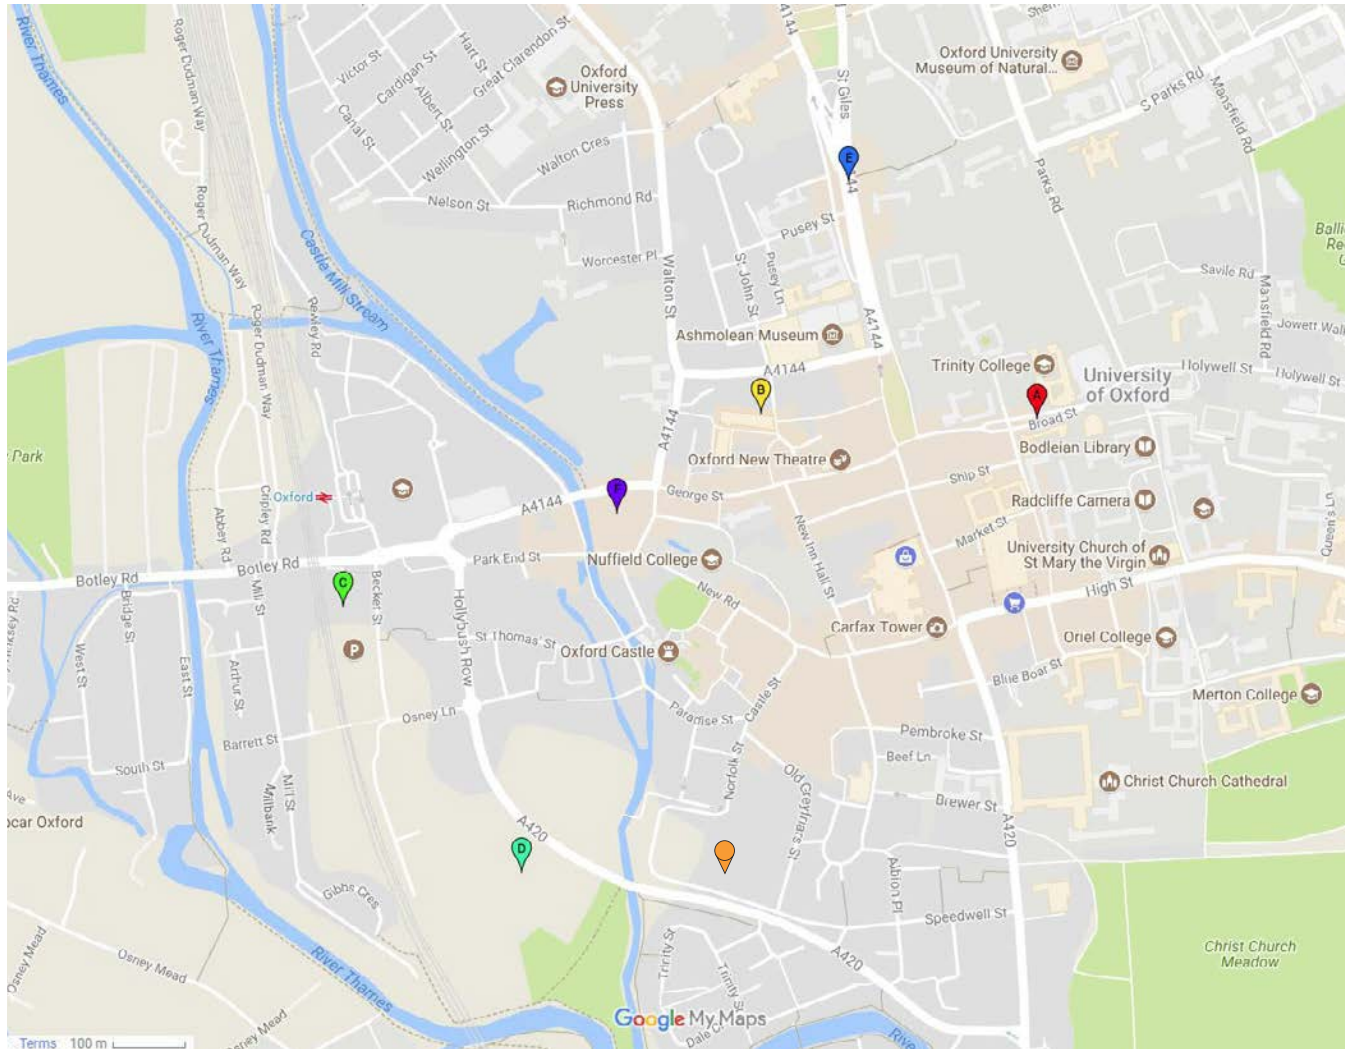 River Thames
Roger Dudman Way
Victor St
Cardigan St
Hart St
Albert St
Great Clarendon St
Canal St
Wellington St
Walton Cres
Nelson St
Richmond Rd
Worcester Pl
Oxford
University
Press
St Giles
Oxford University
Museum of Natural...
S Parks Rd
Mansfield Rd
Parks Rd
E
Pusey St
Pusey Ln
St John St
Walton St
Castle Mill Stream
Roger Dudman Way
Rewley Rd
Roger Dudman Way
River Thames
Savile Rd
Mansfield Rd
Jowett Walk
Ashmolean Museum
A4144
A4144
A4144
Trinity College
University
of Oxford
Holywell St
Holywell St
B
A
Broad St
Bodleian Library
Oxford New Theatre
Ship St
Park
Oxford
Cripley Rd
Abbey Rd
A4144
F
George St
New Inn Hall St
Market St
Radcliffe Camera
Queen's Ln
University Church of
St Mary the Virgin
High St
Botley Rd
Botley Rd
Park End St
Nuffield College
New Rd
C
Becket St
Mill St
Bridge St
West St
East St
Arthur St
P
Hollybush Row
St Thomas' St
Oxford Castle
Carfax Tower
Oriel College
Blue Boar St
Merton College
Castle St
Paradise St
Osney Ln
Barrett St
South St
Mill St
Millbank
Norfolk St
Old Greyfriars St
Pembroke St
Beef Ln
Brewer St
Christ Church Cathedral
A420
A420
D
Gibbs Cres
Albion Pl
Speedwell St
Christ Church
Meadow
Osney Mead
Osney Mead
Osney Mead
River Thames
Trinity St
Trinity St
A420
Google My Maps
Terms
100 m